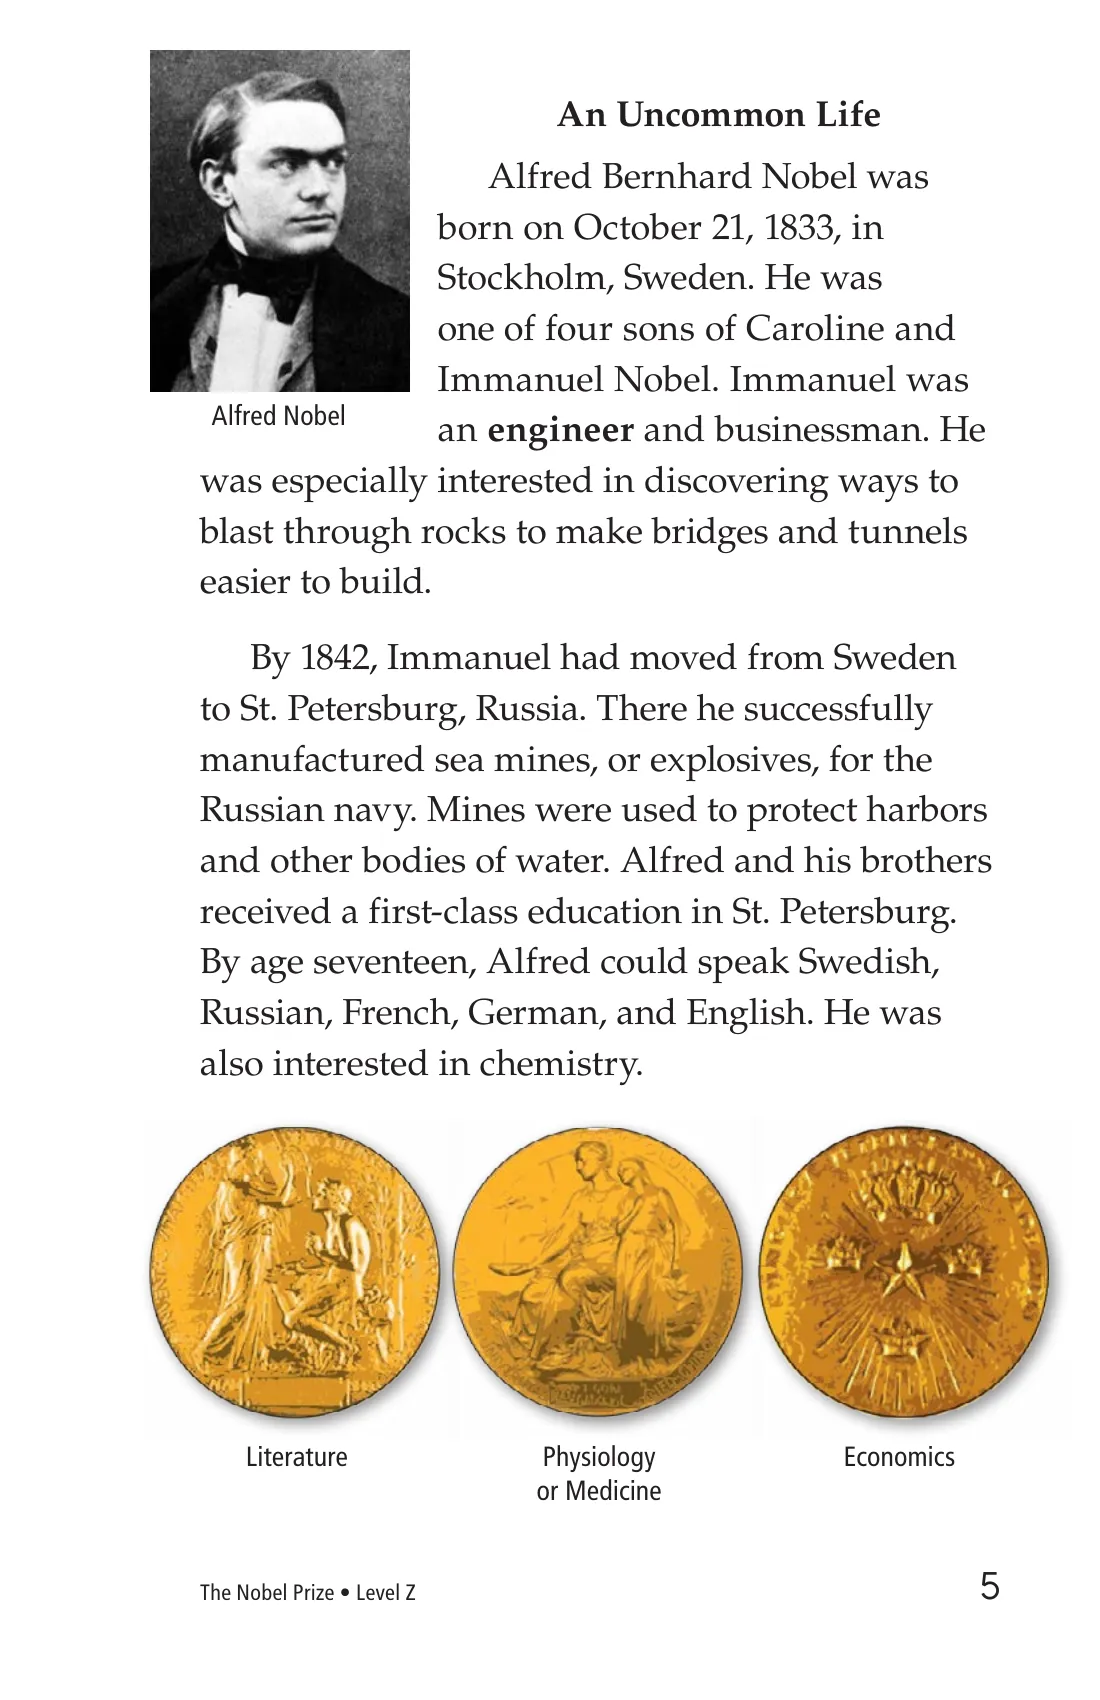 An Uncommon Life
Alfred Bernhard Nobel was
born on October 21, 1833, in
Stockholm, Sweden. He was
one of four sons of Caroline and
Immanuel Nobel. Immanuel was
Alfred Nobel
an engineer and businessman. He
was especially interested in discovering ways to
blast through rocks to make bridges and tunnels
easier to build.
By 1842, Immanuel had moved from Sweden
to St. Petersburg, Russia. There he successfully
manufactured sea mines, or explosives, for the
Russian navy. Mines were used to protect harbors
and other bodies of water. Alfred and his brothers
received a first-class education in St. Petersburg.
By age seventeen, Alfred could speak Swedish,
Russian, French, German, and English. He was
also interested in chemistry.
Literature
Physiology
or Medicine
Economics
The Nobel Prize • Level Z
5